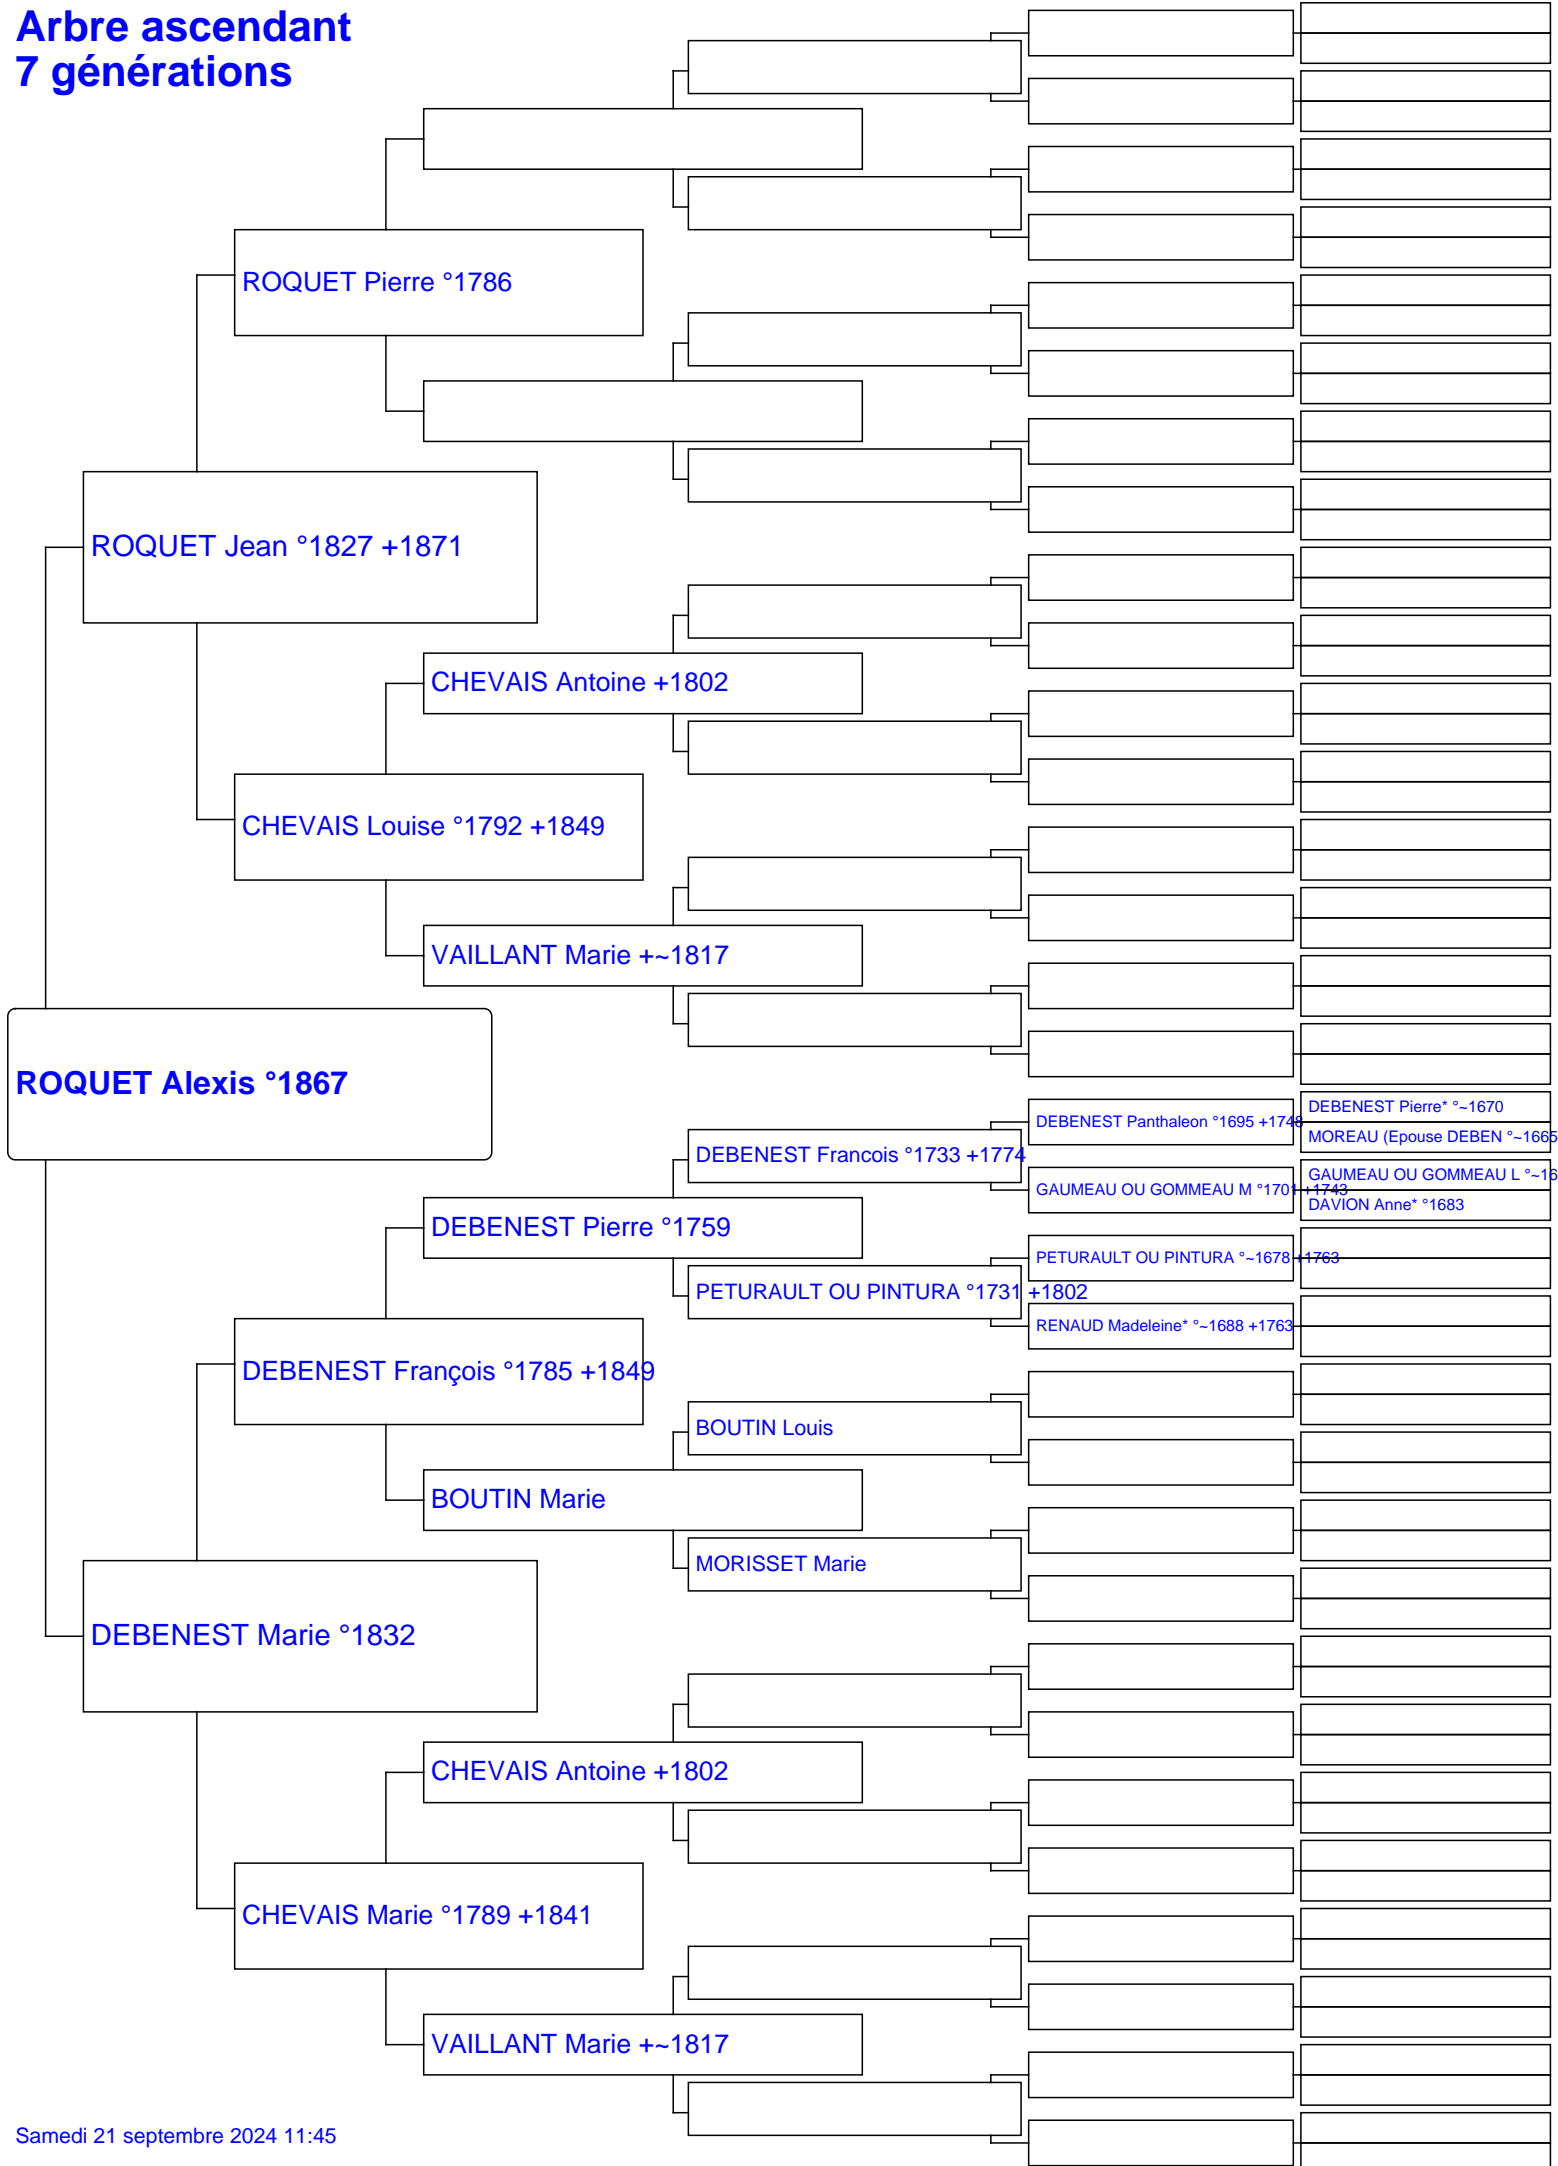 Arbre ascendant
7 générations
ROQUET Pierre °1786
ROQUET Jean °1827 +1871
CHEVAIS Antoine +1802
CHEVAIS Louise °1792 +1849
VAILLANT Marie +~1817
ROQUET Alexis °1867
DEBENEST Pierre* °~1670
DEBENEST Panthaleon °1695 +1748
MOREAU (Epouse DEBEN °~1665
DEBENEST Francois °1733 +1774
GAUMEAU OU GOMMEAU L °~16
GAUMEAU OU GOMMEAU M °1701 +1743
DAVION Anne* °1683
DEBENEST Pierre °1759
PETURAULT OU PINTURA °~1678 +1763
PETURAULT OU PINTURA °1731 +1802
RENAUD Madeleine* °~1688 +1763
DEBENEST François °1785 +1849
BOUTIN Louis
BOUTIN Marie
MORISSET Marie
DEBENEST Marie °1832
CHEVAIS Antoine +1802
CHEVAIS Marie °1789 +1841
VAILLANT Marie +~1817
Samedi 21 septembre 2024 11:45